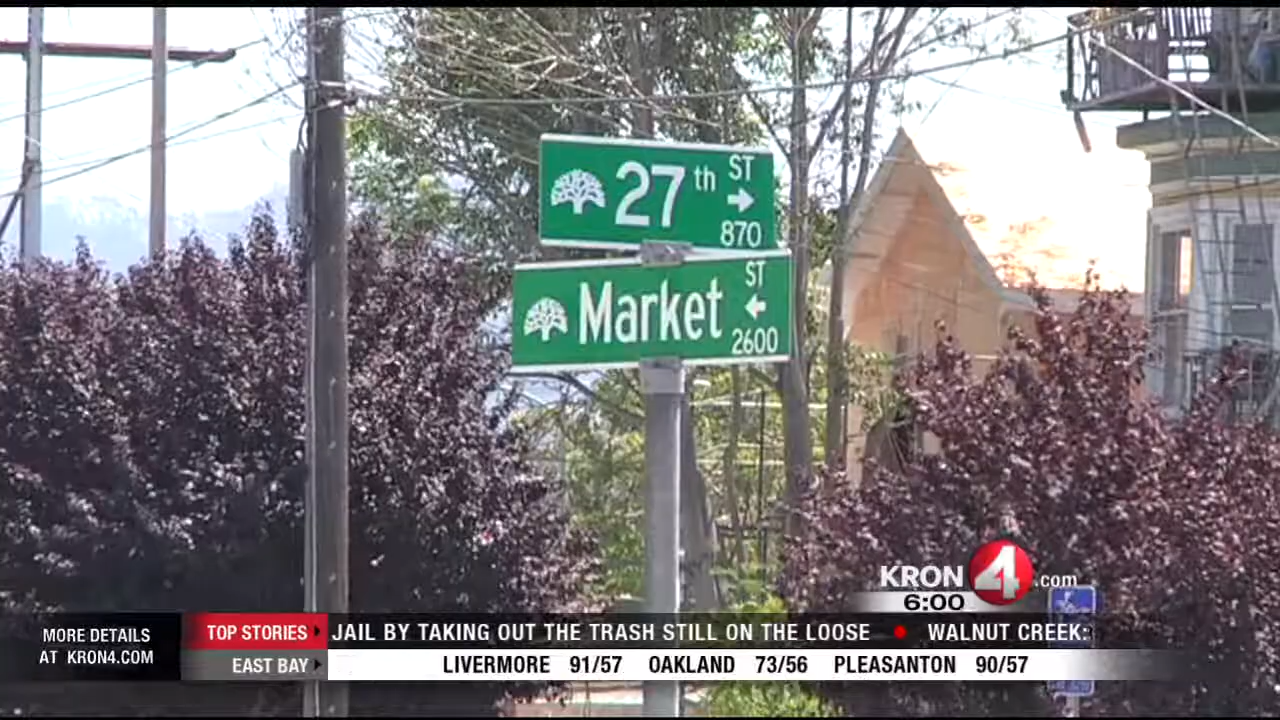 27th ST
870
Market ST
2600
KRON 4 .com
6:00
MORE DETAILS
AT KRON4.COM
TOP STORIES
JAIL BY TAKING OUT THE TRASH STILL ON THE LOOSE • WALNUT CREEK:
EAST BAY
LIVERMORE 91/57 OAKLAND 73/56 PLEASANTON 90/57